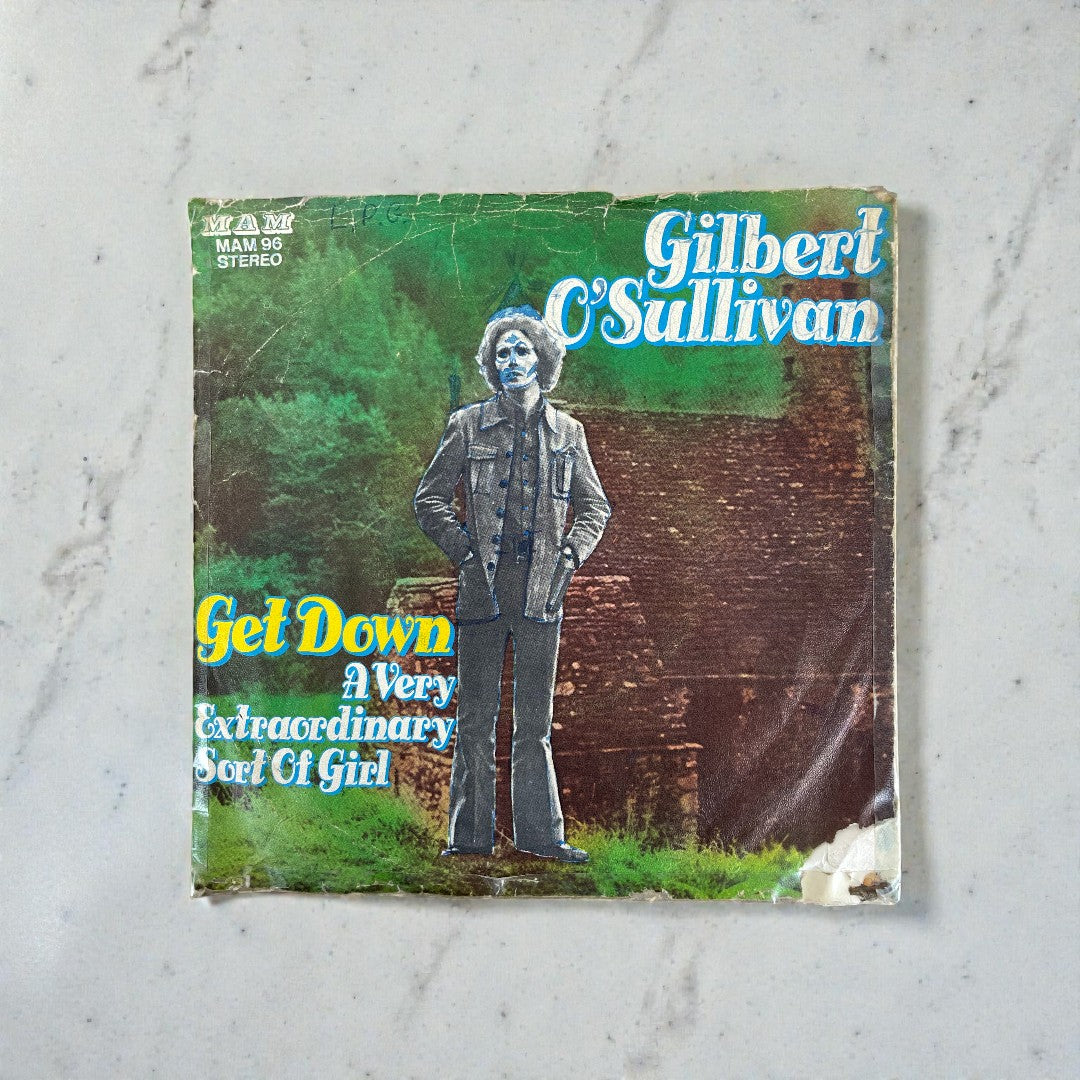 MAM
MAM 96
STEREO
Gilbert
O'Sullivan
Get Down
A Very
Extraordinary
Sort Of Girl